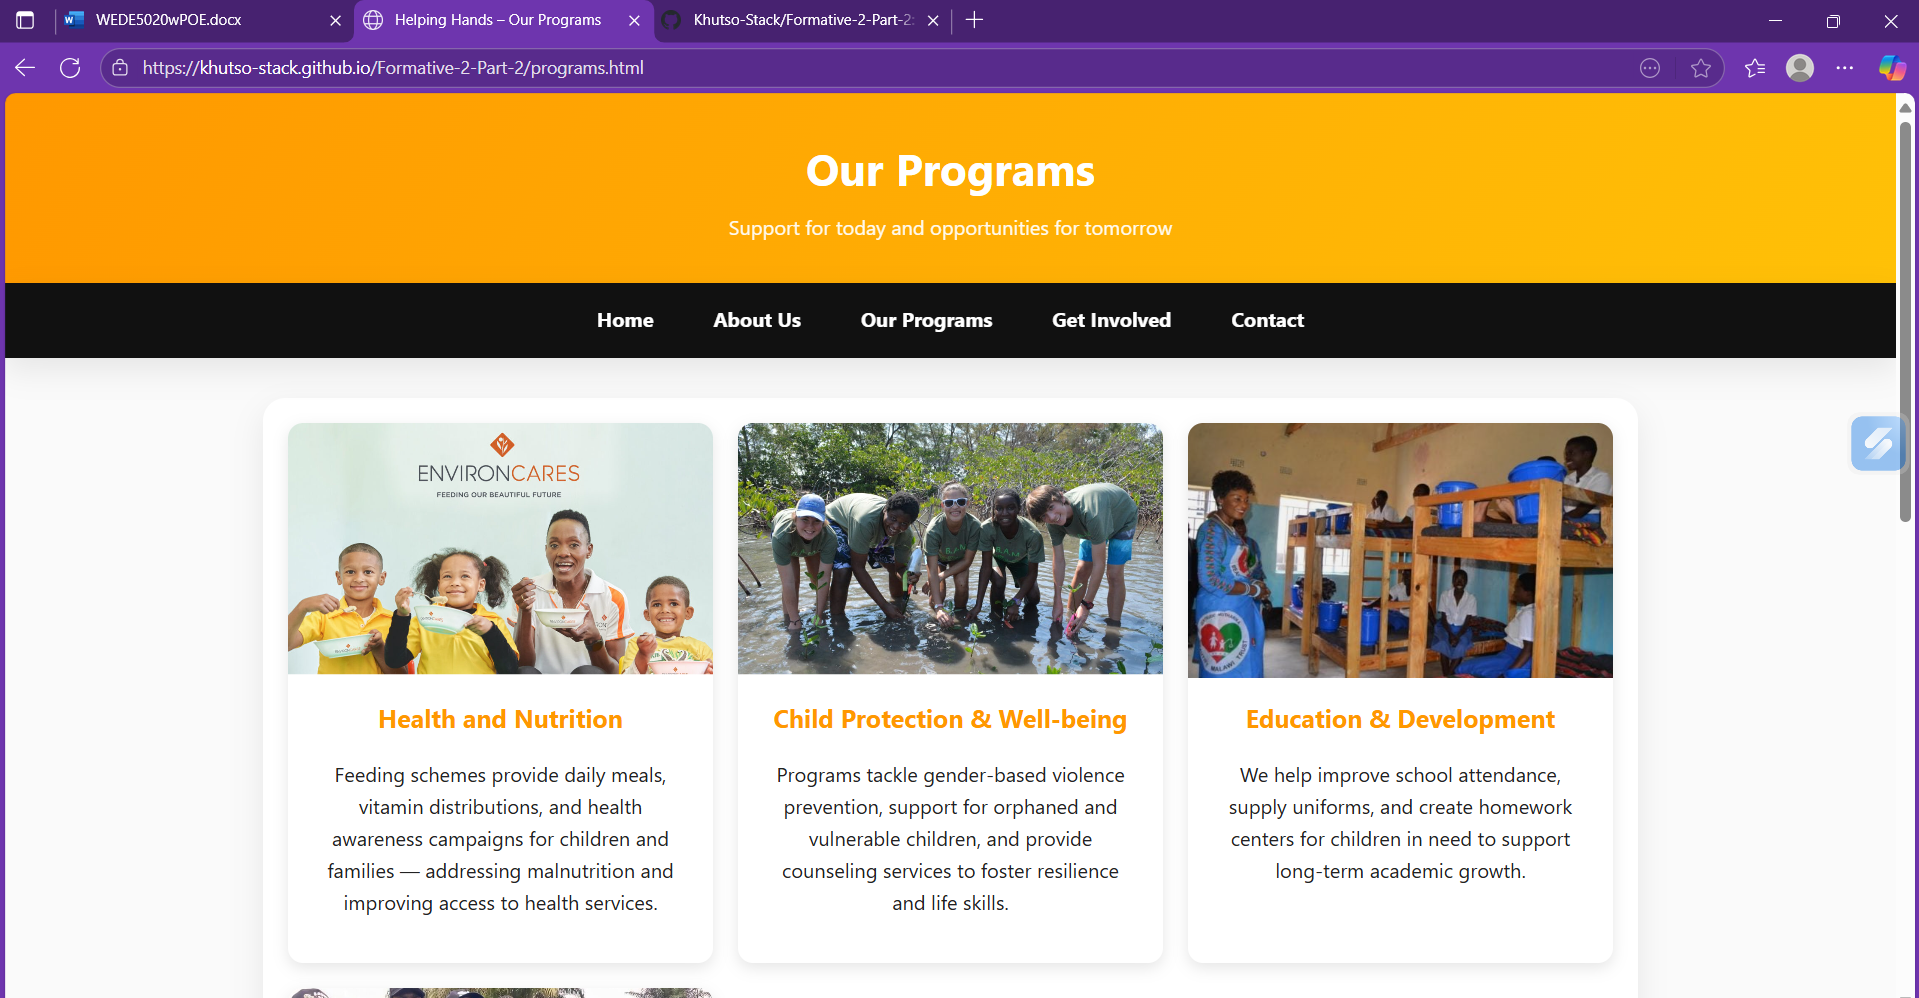 WEDE5020wPOE.docx
Helping Hands – Our Programs
Khutso-Stack/Formative-2-Part-2
https://khutso-stack.github.io/Formative-2-Part-2/programs.html
Our Programs
Support for today and opportunities for tomorrow
Home About Us Our Programs Get Involved Contact
ENVIRONCARES
FEEDING OUR BEAUTIFUL FUTURE
Health and Nutrition
Feeding schemes provide daily meals,
vitamin distributions, and health
awareness campaigns for children and
families — addressing malnutrition and
improving access to health services.
Child Protection & Well-being
Programs tackle gender-based violence
prevention, support for orphaned and
vulnerable children, and provide
counseling services to foster resilience
and life skills.
MALAWI TRUST
Education & Development
We help improve school attendance,
supply uniforms, and create homework
centers for children in need to support
long-term academic growth.